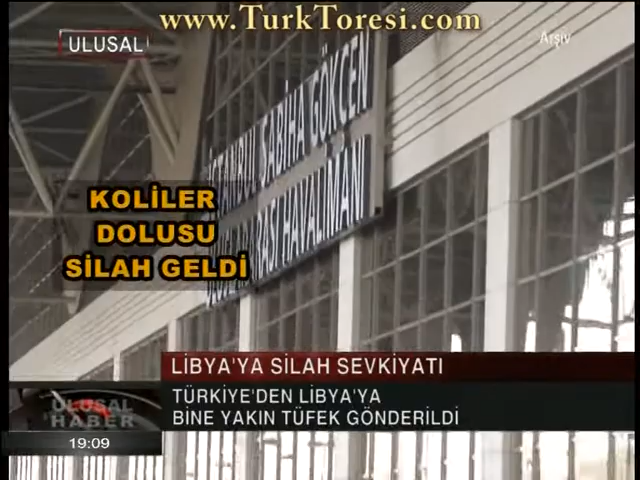 www.TurkToresi.com
ULUSAL
Arşiv
İSTANBUL SABİHA GÖKÇEN
HAVALİMANI
KOLİLER
DOLUSU
SİLAH GELDİ
LİBYA'YA SİLAH SEVKİYATI
TÜRKİYE'DEN LİBYA'YA
BİNE YAKIN TÜFEK GÖNDERİLDİ
ULUSAL
HABER
19:09